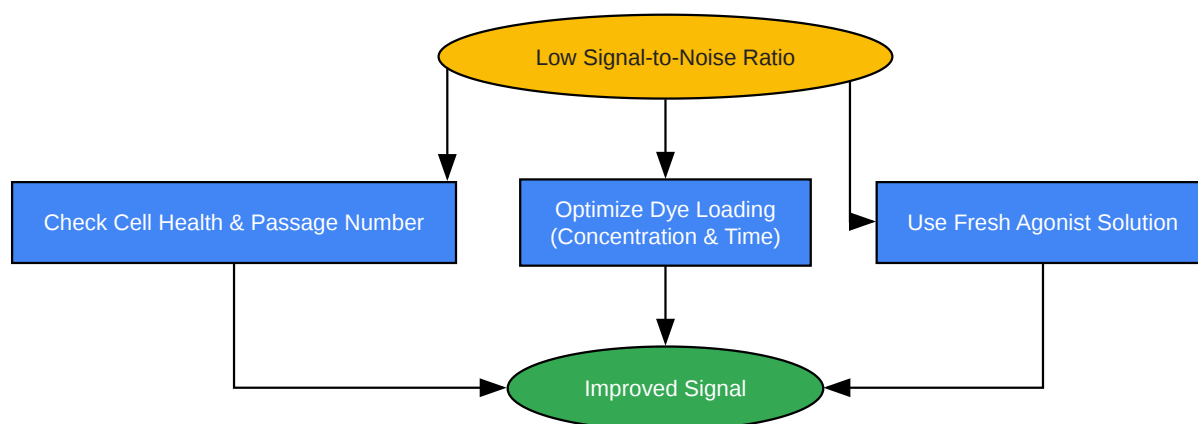 Low Signal-to-Noise Ratio
Check Cell Health & Passage Number
Optimize Dye Loading
(Concentration & Time)
Use Fresh Agonist Solution
Improved Signal